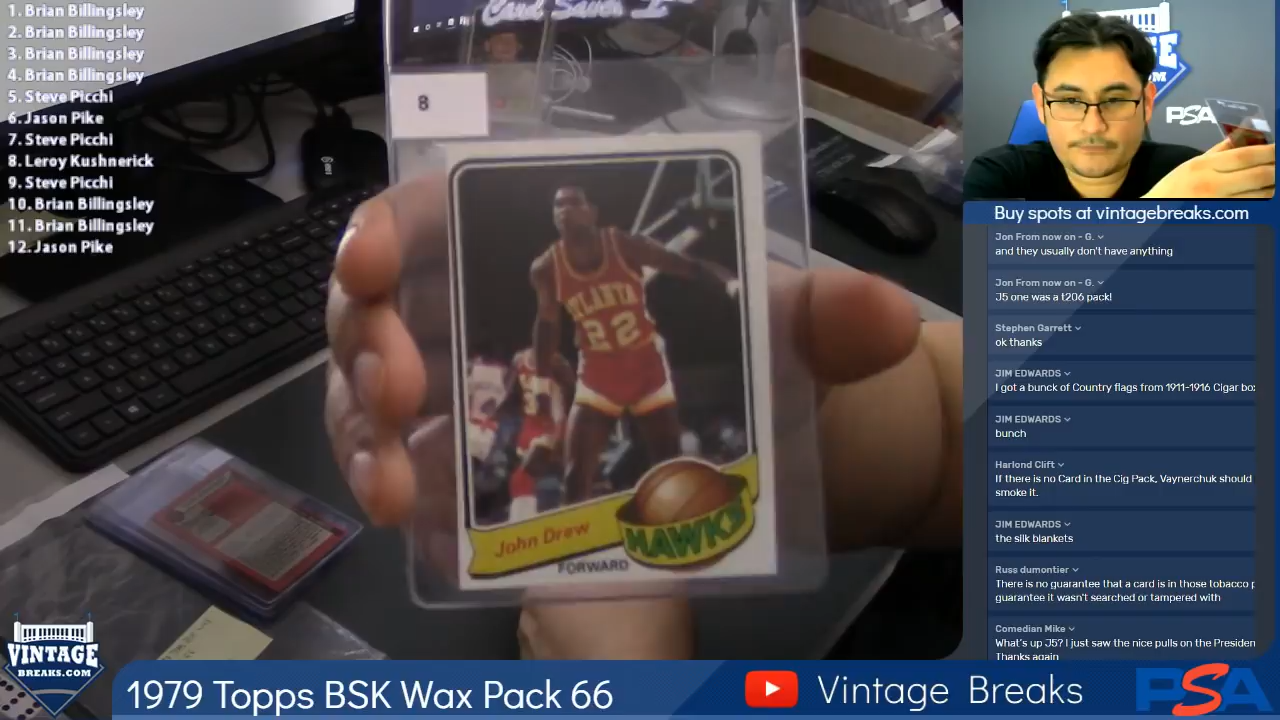 1. Brian Billingsley
2. Brian Billingsley
3. Brian Billingsley
4. Brian Billingsley
5. Steve Picchi
6. Jason Pike
7. Steve Picchi
8. Leroy Kushnerick
9. Steve Picchi
10. Brian Billingsley
11. Brian Billingsley
12. Jason Pike
Card Saver I
8
ATLANTA
22
John Drew
HAWKS
FORWARD
PSA
Buy spots at vintagebreaks.com
Jon From now on - G.
and they usually don't have anything
Jon From now on - G.
J5 one was a t206 pack!
Stephen Garrett
ok thanks
JIM EDWARDS
I got a bunck of Country flags from 1911-1916 Cigar box
JIM EDWARDS
bunch
Harlond Clift
If there is no Card in the Cig Pack, Vaynerchuk should
smoke it.
JIM EDWARDS
the silk blankets
Russ dumontier
There is no guarantee that a card is in those tobacco p
guarantee it wasn't searched or tampered with
Comedian Mike
What's up J5? I just saw the nice pulls on the Presiden
Thanks again
VINTAGE
BREAKS.COM
1979 Topps BSK Wax Pack 66
Vintage Breaks
PSA